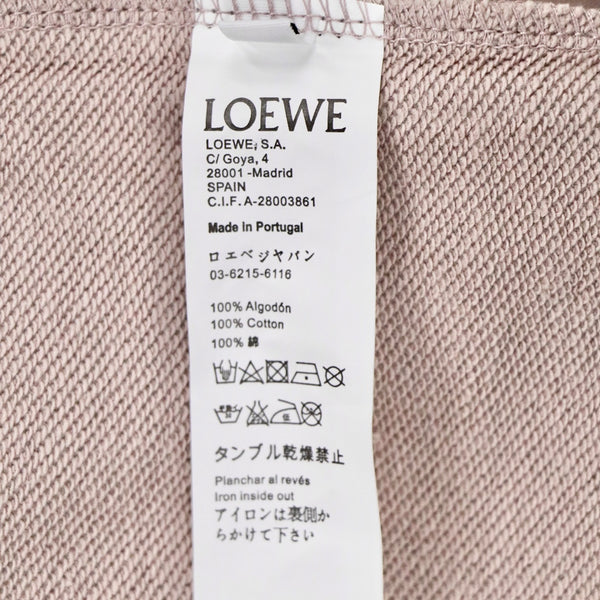 LOEWE
LOEWE, S.A.
C/ Goya, 4
28001 -Madrid
SPAIN
C.I.F. A-28003861
Made in Portugal
ロエベジャパン
03-6215-6116
100% Algodón
100% Cotton
100% 綿
タンブル乾燥禁止
Planchar al revés
Iron inside out
アイロンは裏側か
らかけて下さい